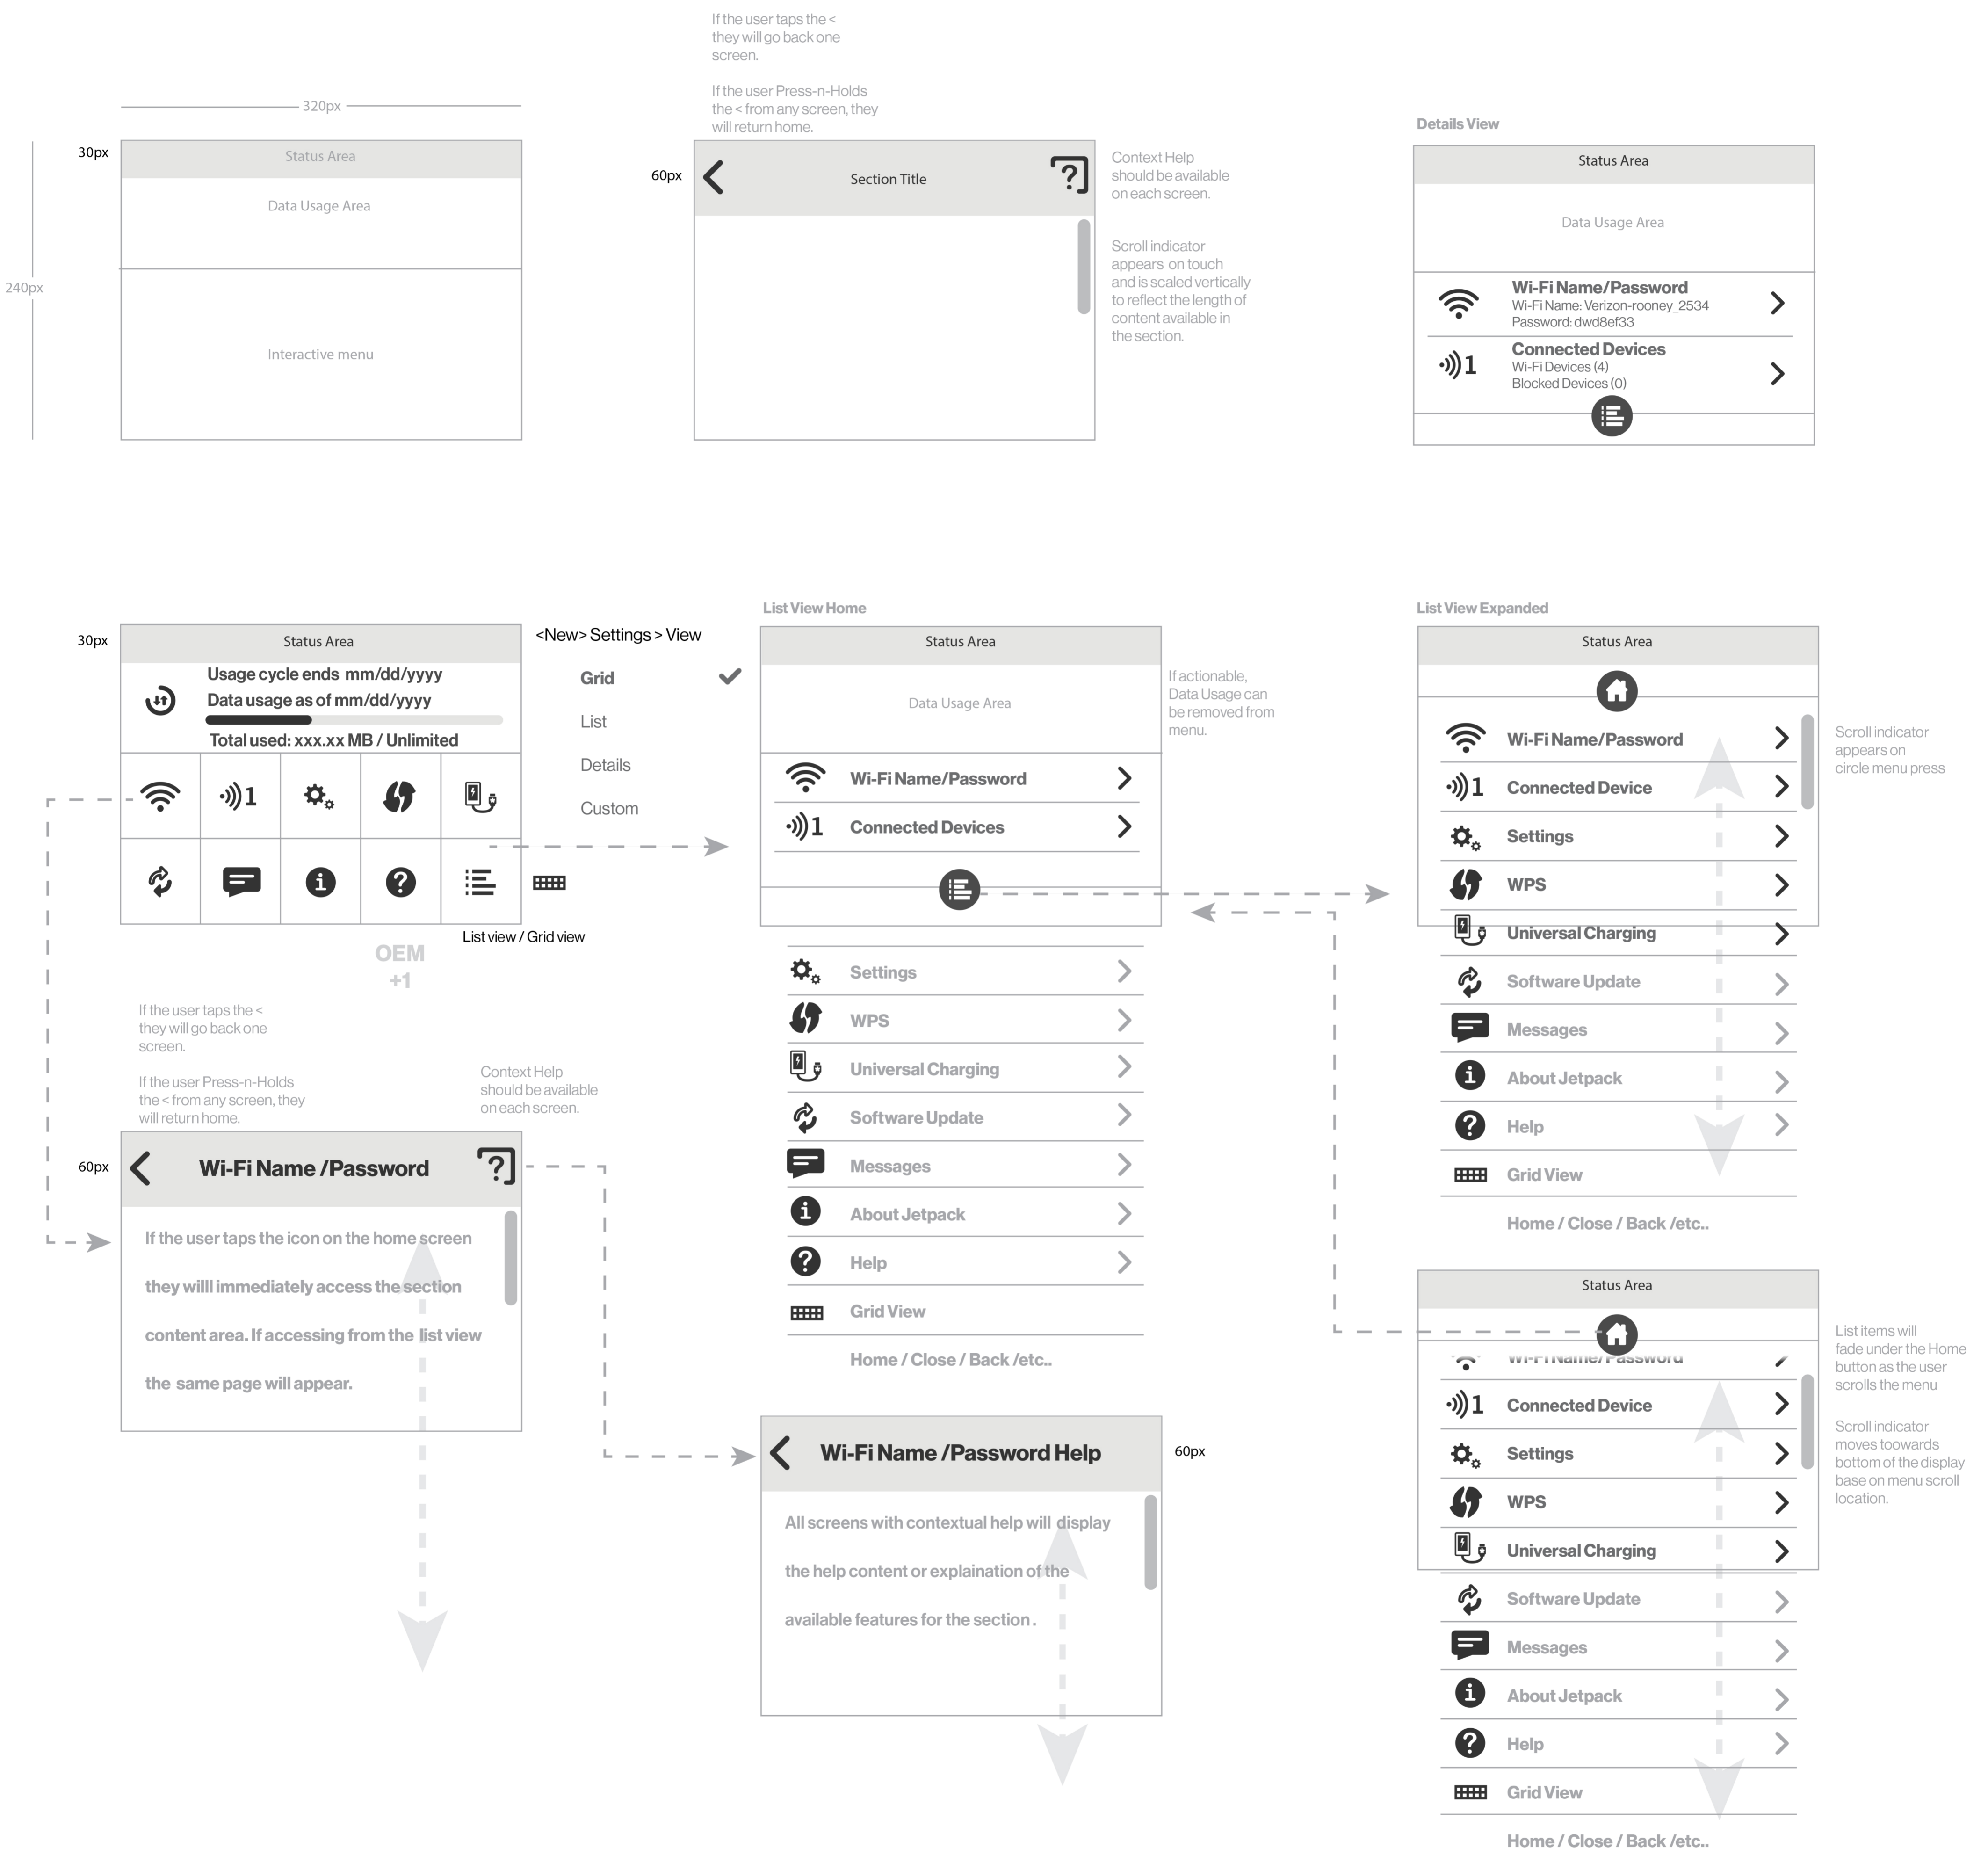 If the user taps the <
they will go back one
screen.
If the user Press-n-Holds
the < from any screen, they
will return home.
320px
240px
30px
Status Area
Data Usage Area
Interactive menu
60px
Section Title
Context Help
should be available
on each screen.
Scroll indicator
appears on touch
and is scaled vertically
to reflect the length of
content available in
the section.
Details View
Status Area
Data Usage Area
Wi-Fi Name/Password
Wi-Fi Name: Verizon-rooney_2534
Password: dwd8ef33
1
Connected Devices
Wi-Fi Devices (4)
Blocked Devices (0)
30px
Status Area
Usage cycle ends mm/dd/yyyy
Data usage as of mm/dd/yyyy
Total used: xxx.xx MB / Unlimited
1
List view / Grid view
OEM
+1
<New> Settings > View
Grid
List
Details
Custom
List View Home
Status Area
Data Usage Area
If actionable,
Data Usage can
be removed from
menu.
Wi-Fi Name/Password
1 Connected Devices
Settings
WPS
Universal Charging
Software Update
Messages
About Jetpack
Help
Grid View
Home / Close / Back /etc..
List View Expanded
Status Area
Wi-Fi Name/Password
1 Connected Device
Settings
WPS
Universal Charging
Software Update
Messages
About Jetpack
Help
Grid View
Home / Close / Back /etc..
Scroll indicator
appears on
circle menu press
If the user taps the <
they will go back one
screen.
If the user Press-n-Holds
the < from any screen, they
will return home.
Context Help
should be available
on each screen.
60px
Wi-Fi Name /Password
If the user taps the icon on the home screen
they willl immediately access the section
content area. If accessing from the list view
the same page will appear.
Wi-Fi Name /Password Help
60px
All screens with contextual help will display
the help content or explaination of the
available features for the section .
Status Area
Wi-Fi Name/Password
1 Connected Device
Settings
WPS
Universal Charging
Software Update
Messages
About Jetpack
Help
Grid View
Home / Close / Back /etc..
List items will
fade under the Home
button as the user
scrolls the menu
Scroll indicator
moves toowards
bottom of the display
base on menu scroll
location.